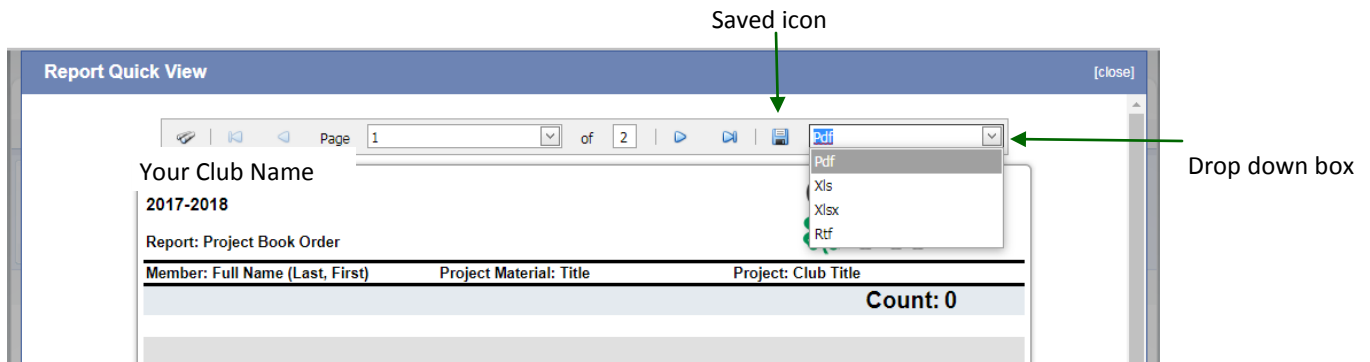 Saved icon
Report Quick View [close]
Page 1 of 2 Pdf
Drop down box
Your Club Name
Pdf
Xls
2017-2018
Xlsx
Report: Project Book Order
Rtf
Member: Full Name (Last, First) Project Material: Title Project: Club Title
Count: 0